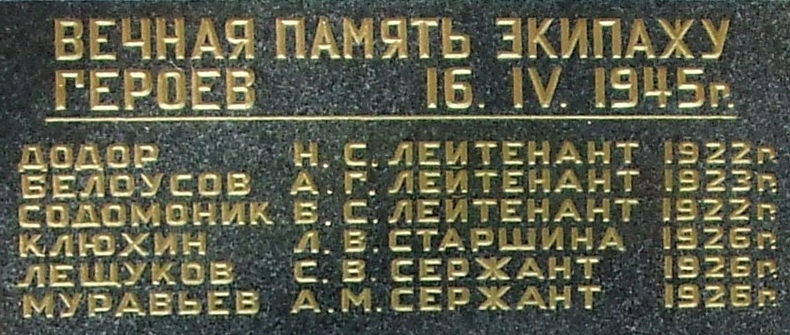 ВЕЧНАЯ ПАМЯТЬ ЭКИПАЖУ
ГЕРОЕВ 16. IV. 1945г.
ДОДОР Н. С. ЛЕЙТЕНАНТ 1922г.
БЕЛОУСОВ А. Г. ЛЕЙТЕНАНТ 1923г.
СОДОМОНИК Б. С. ЛЕЙТЕНАНТ 1922г.
КЛЮХИН Л. В. СТАРШИНА 1926г.
ЛЕЩУКОВ С. В. СЕРЖАНТ 1926г.
МУРАВЬЕВ А. М. СЕРЖАНТ 1926г.